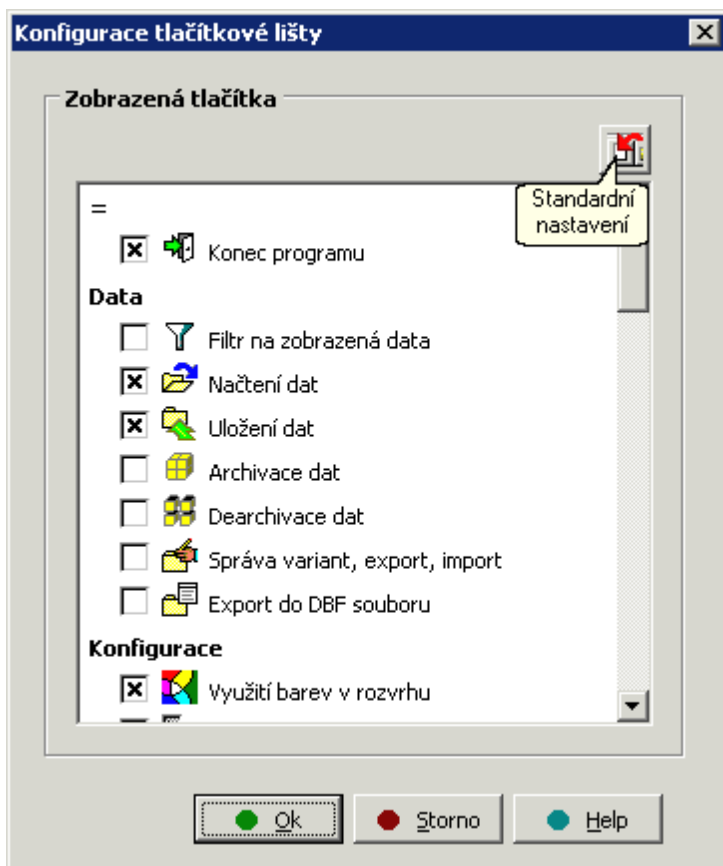 Konfigurace tlačítkové lišty
Zobrazená tlačítka
Standardní
nastavení
=
Konec programu
Data
Filtr na zobrazená data
Načtení dat
Uložení dat
Archivace dat
Dearchivace dat
Správa variant, export, import
Export do DBF souboru
Konfigurace
Využití barev v rozvrhu
Ok
Storno
Help